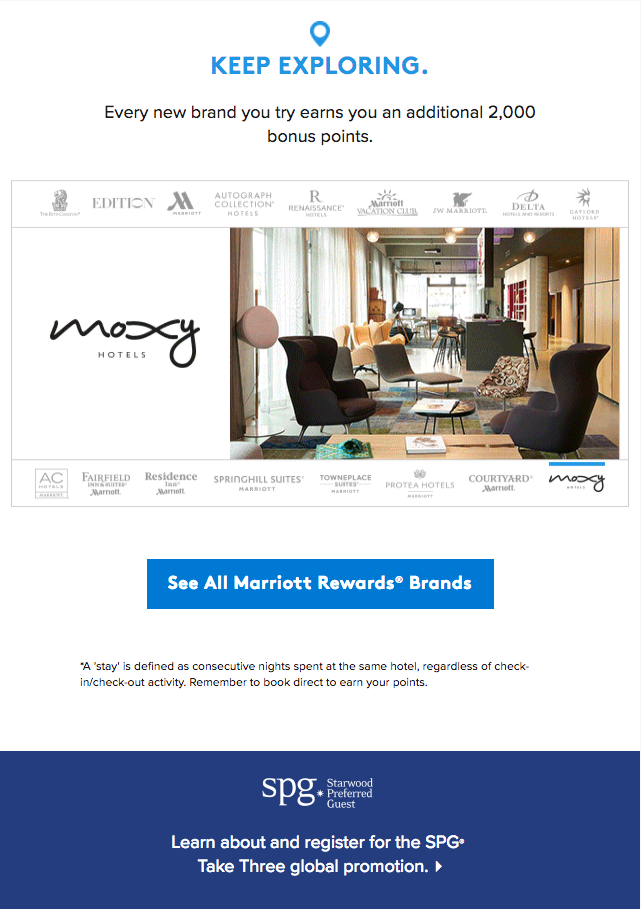 KEEP EXPLORING.
Every new brand you try earns you an additional 2,000
bonus points.
THE RITZ-CARLTON®
EDITION®
MARRIOTT
AUTOGRAPH
COLLECTION®
HOTELS
R
RENAISSANCE®
HOTELS
Marriott
VACATION CLUB.
JW MARRIOTT.
DELTA
HOTELS AND RESORTS
GAYLORD
HOTELS®
moxy
HOTELS
AC
HOTELS
MARRIOTT
FAIRFIELD
INN & SUITES®
Marriott.
Residence
Inn®
Marriott.
SPRINGHILL SUITES®
MARRIOTT
TOWNEPLACE
SUITES®
MARRIOTT
PROTEA HOTELS
MARRIOTT
COURTYARD®
Marriott.
moxy
HOTELS
See All Marriott Rewards® Brands
*A 'stay' is defined as consecutive nights spent at the same hotel, regardless of check-
in/check-out activity. Remember to book direct to earn your points.
spg.
Starwood
Preferred
Guest
Learn about and register for the SPG®
Take Three global promotion.